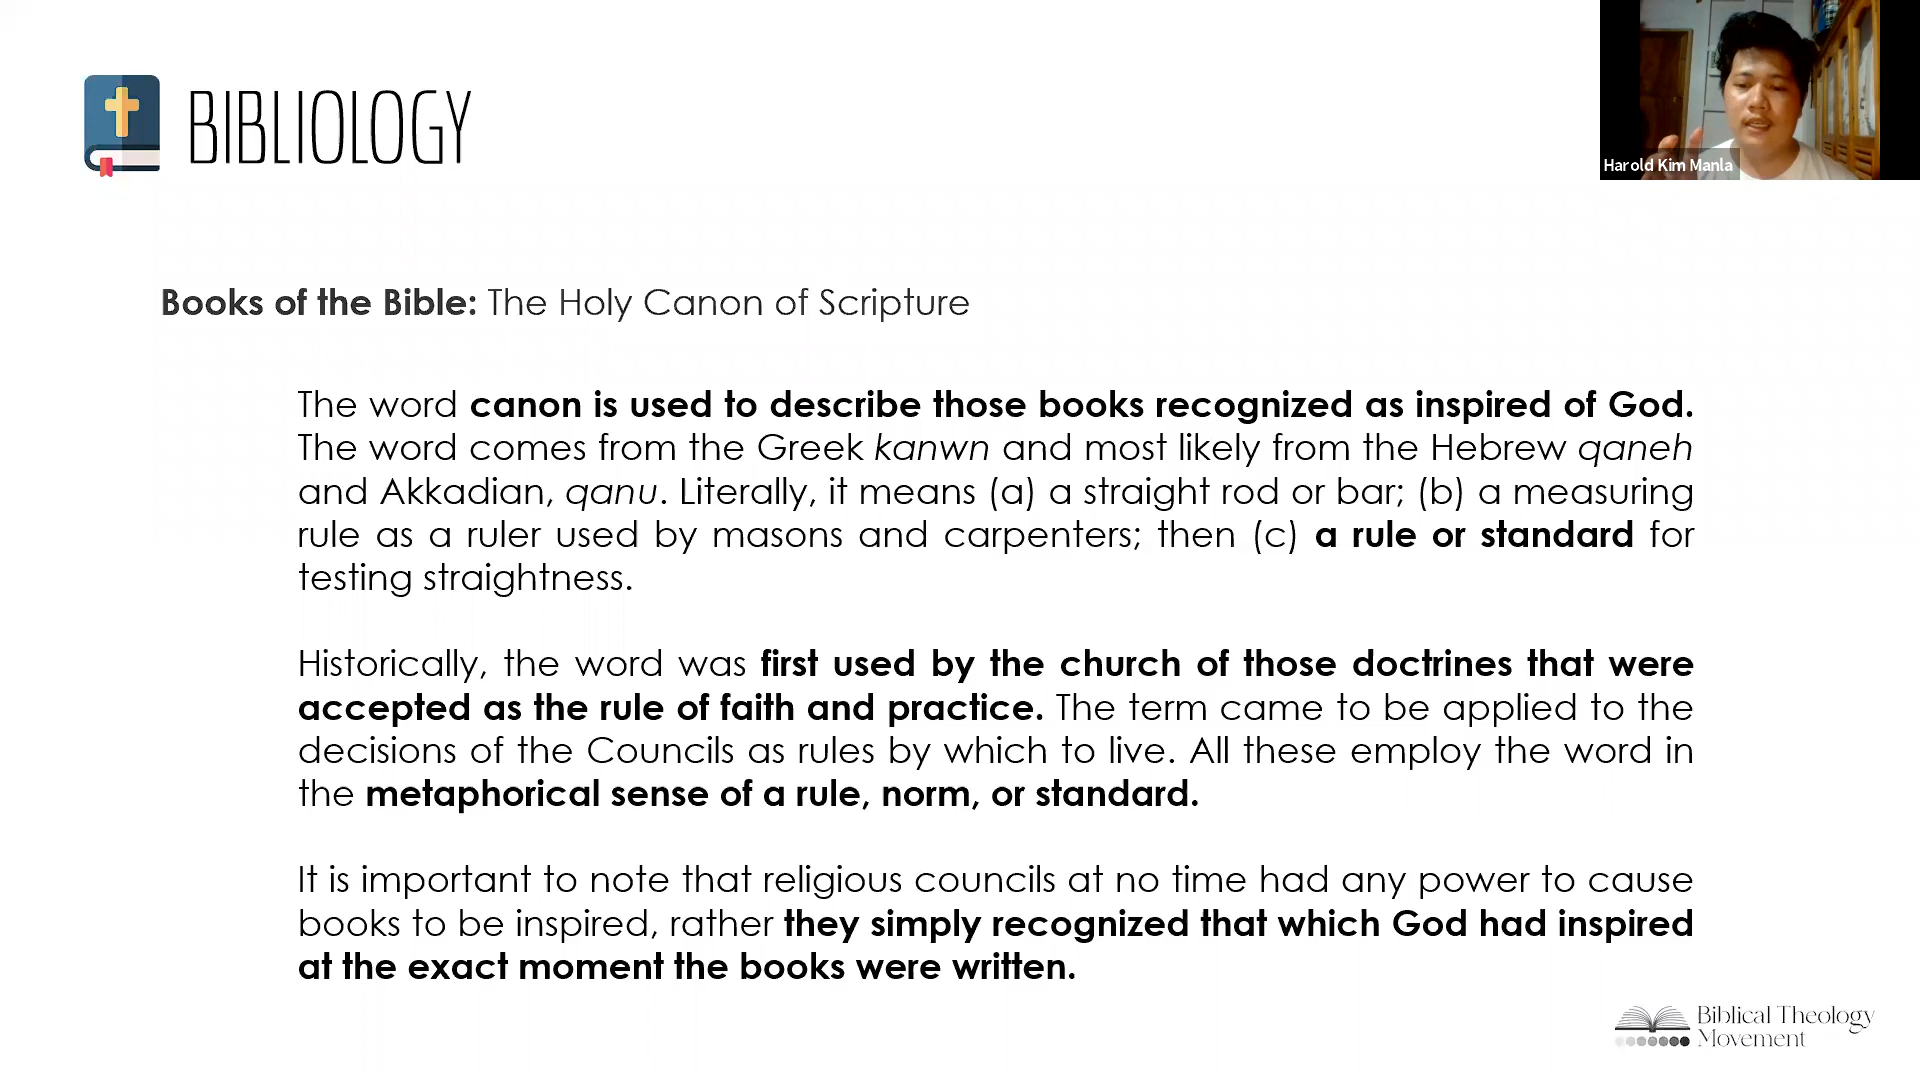 BIBLIOLOGY
Harold Kim Manla
Books of the Bible: The Holy Canon of Scripture
The word canon is used to describe those books recognized as inspired of God.
The word comes from the Greek kanwn and most likely from the Hebrew qaneh
and Akkadian, qanu. Literally, it means (a) a straight rod or bar; (b) a measuring
rule as a ruler used by masons and carpenters; then (c) a rule or standard for
testing straightness.
Historically, the word was first used by the church of those doctrines that were
accepted as the rule of faith and practice. The term came to be applied to the
decisions of the Councils as rules by which to live. All these employ the word in
the metaphorical sense of a rule, norm, or standard.
It is important to note that religious councils at no time had any power to cause
books to be inspired, rather they simply recognized that which God had inspired
at the exact moment the books were written.
Biblical Theology
Movement